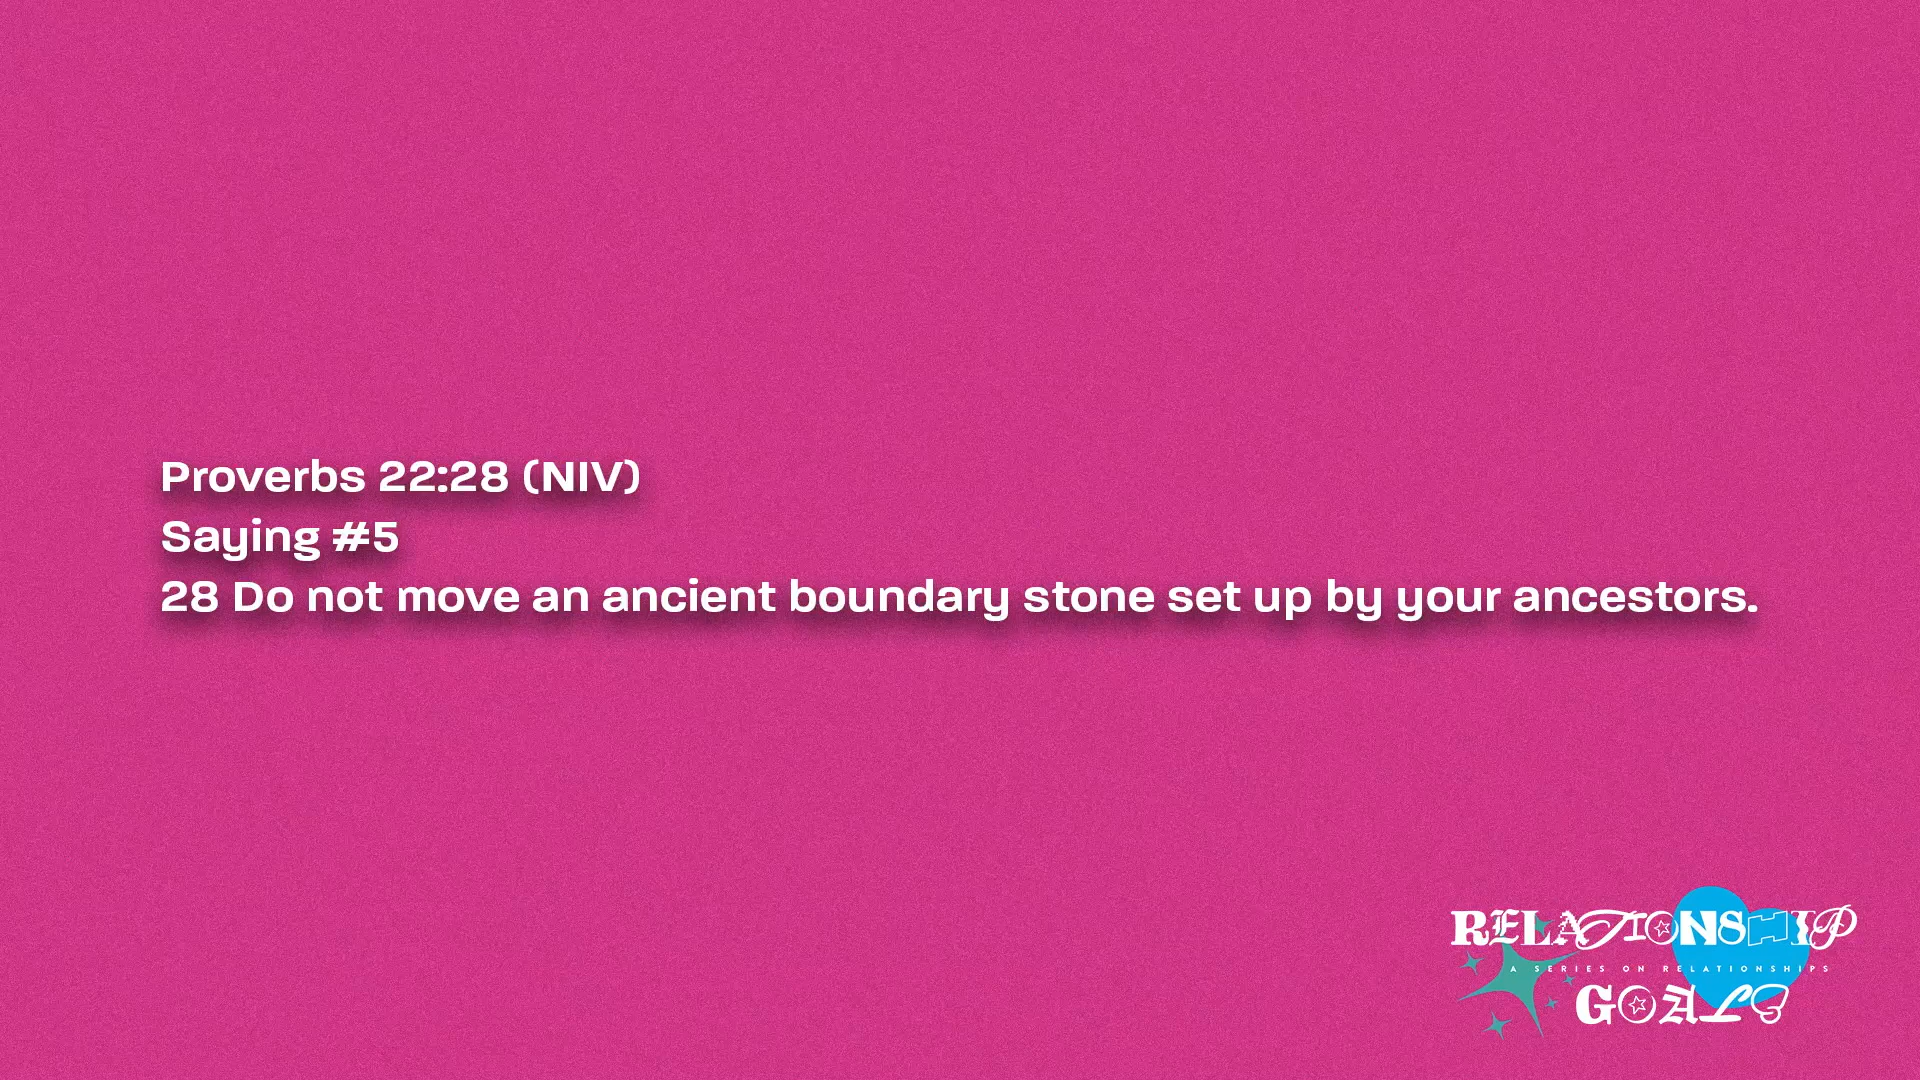 Proverbs 22:28 (NIV)
Saying #5
28 Do not move an ancient boundary stone set up by your ancestors.
RELATIONSHIP
A SERIES ON RELATIONSHIPS
GOALS